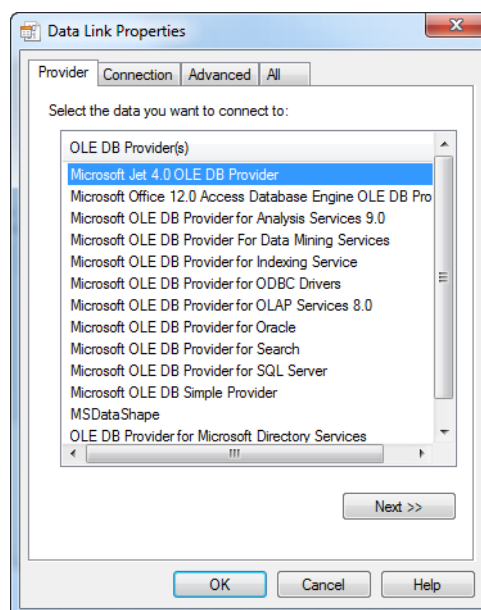 Data Link Properties
Provider Connection Advanced All
Select the data you want to connect to:
OLE DB Provider(s)
Microsoft Jet 4.0 OLE DB Provider
Microsoft Office 12.0 Access Database Engine OLE DB Pro
Microsoft OLE DB Provider for Analysis Services 9.0
Microsoft OLE DB Provider For Data Mining Services
Microsoft OLE DB Provider for Indexing Service
Microsoft OLE DB Provider for ODBC Drivers
Microsoft OLE DB Provider for OLAP Services 8.0
Microsoft OLE DB Provider for Oracle
Microsoft OLE DB Provider for Search
Microsoft OLE DB Provider for SQL Server
Microsoft OLE DB Simple Provider
MSDataShape
OLE DB Provider for Microsoft Directory Services
Next >>
OK Cancel Help